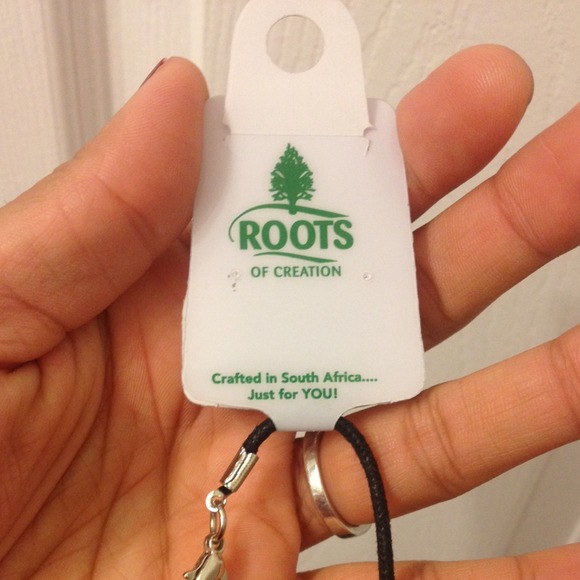 ROOTS
OF CREATION
Crafted in South Africa....
Just for YOU!